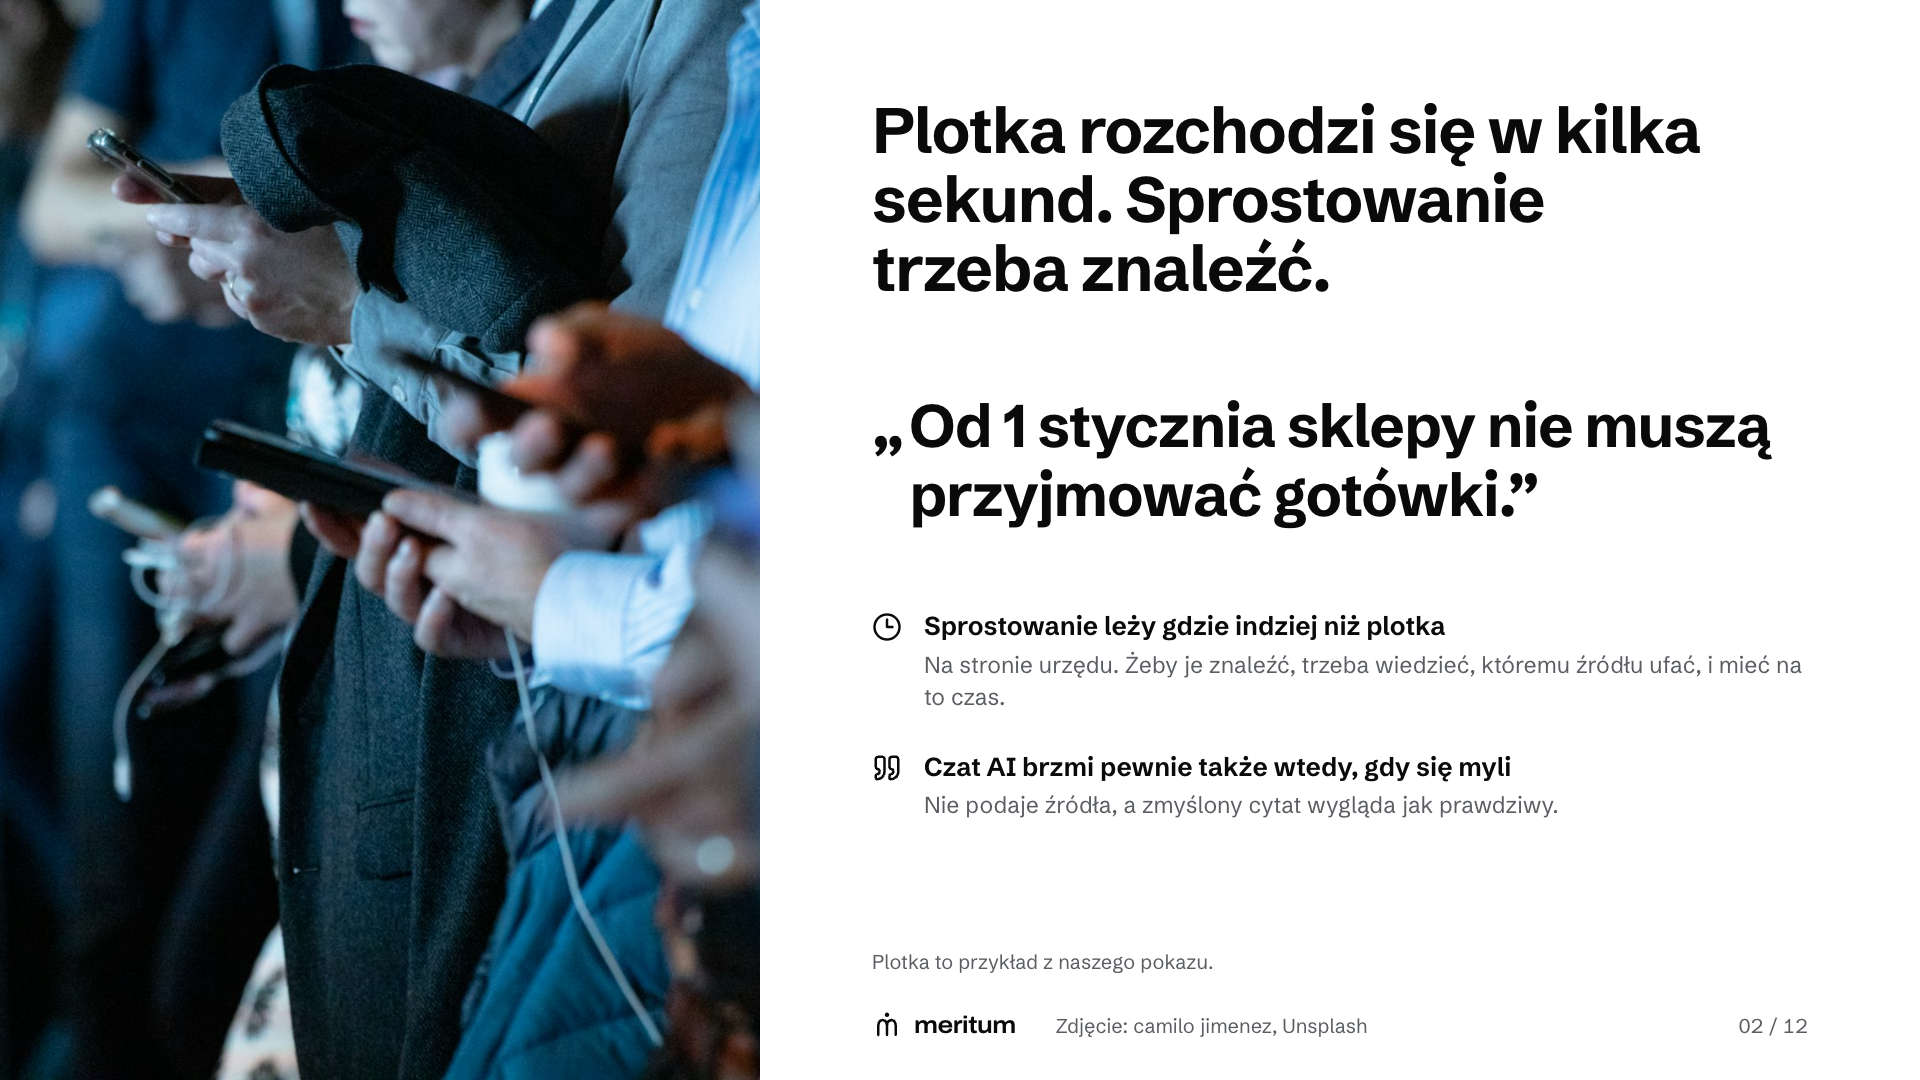 Plotka rozchodzi się w kilka
sekund. Sprostowanie
trzeba znaleźć.
„Od 1 stycznia sklepy nie muszą
przyjmować gotówki.”
Sprostowanie leży gdzie indziej niż plotka
Na stronie urzędu. Żeby je znaleźć, trzeba wiedzieć, któremu źródłu ufać, i mieć na
to czas.
Czat AI brzmi pewnie także wtedy, gdy się myli
Nie podaje źródła, a zmyślony cytat wygląda jak prawdziwy.
Plotka to przykład z naszego pokazu.
meritum Zdjęcie: camilo jimenez, Unsplash 02 / 12